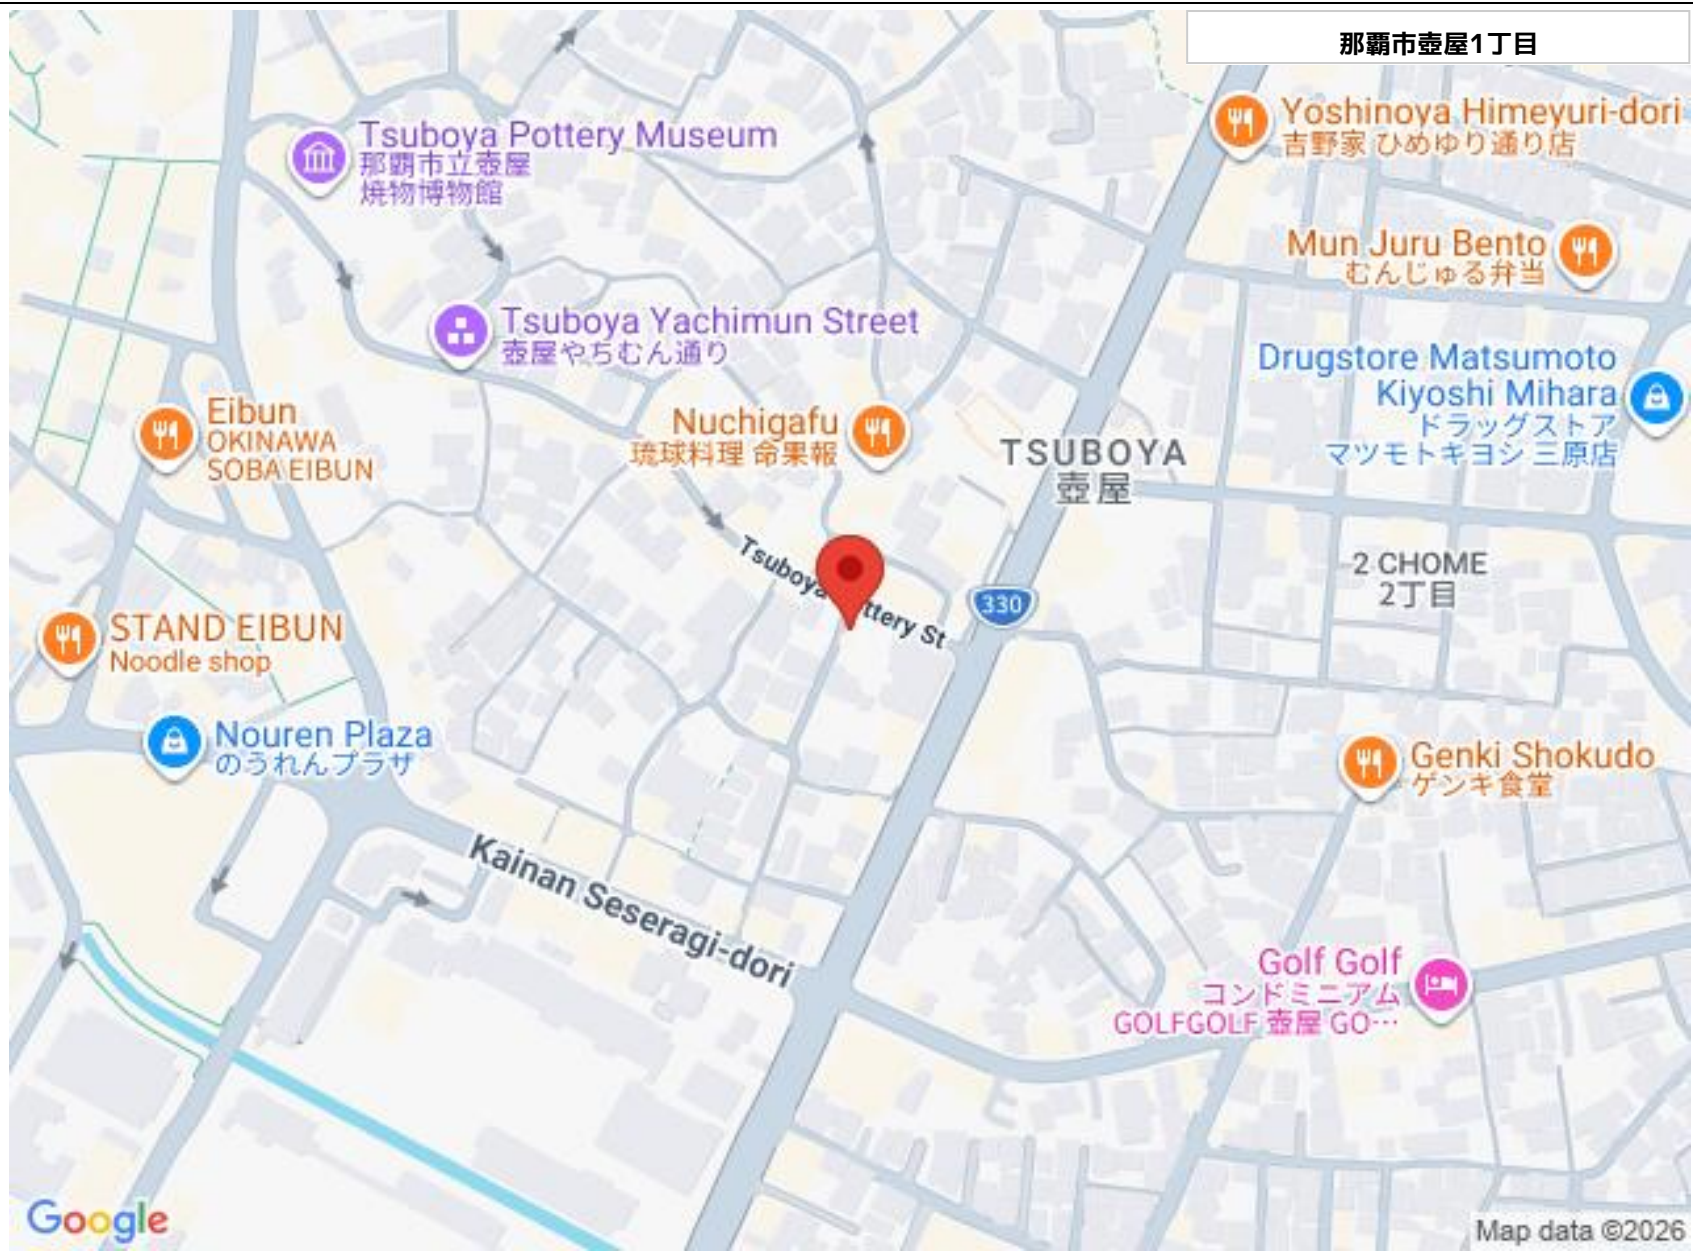 那覇市壺屋1丁目
Tsuboya Pottery Museum
那覇市立壺屋
焼物博物館
Yoshinoya Himeyuri-dori
吉野家 ひめゆり通り店
Mun Juru Bento
むんじゅる弁当
Tsuboya Yachimun Street
壺屋やちむん通り
Drugstore Matsumoto
Kiyoshi Mihara
ドラッグストア
マツモトキヨシ 三原店
Eibun
OKINAWA
SOBA EIBUN
Nuchigafu
琉球料理 命果報
TSUBOYA
壺屋
2 CHOME
2丁目
330
STAND EIBUN
Noodle shop
Nouren Plaza
のうれんプラザ
Genki Shokudo
ゲンキ食堂
Kainan Seseragi-dori
Golf Golf
コンドミニアム
GOLFGOLF 壺屋 GO…
Google
Map data ©2026